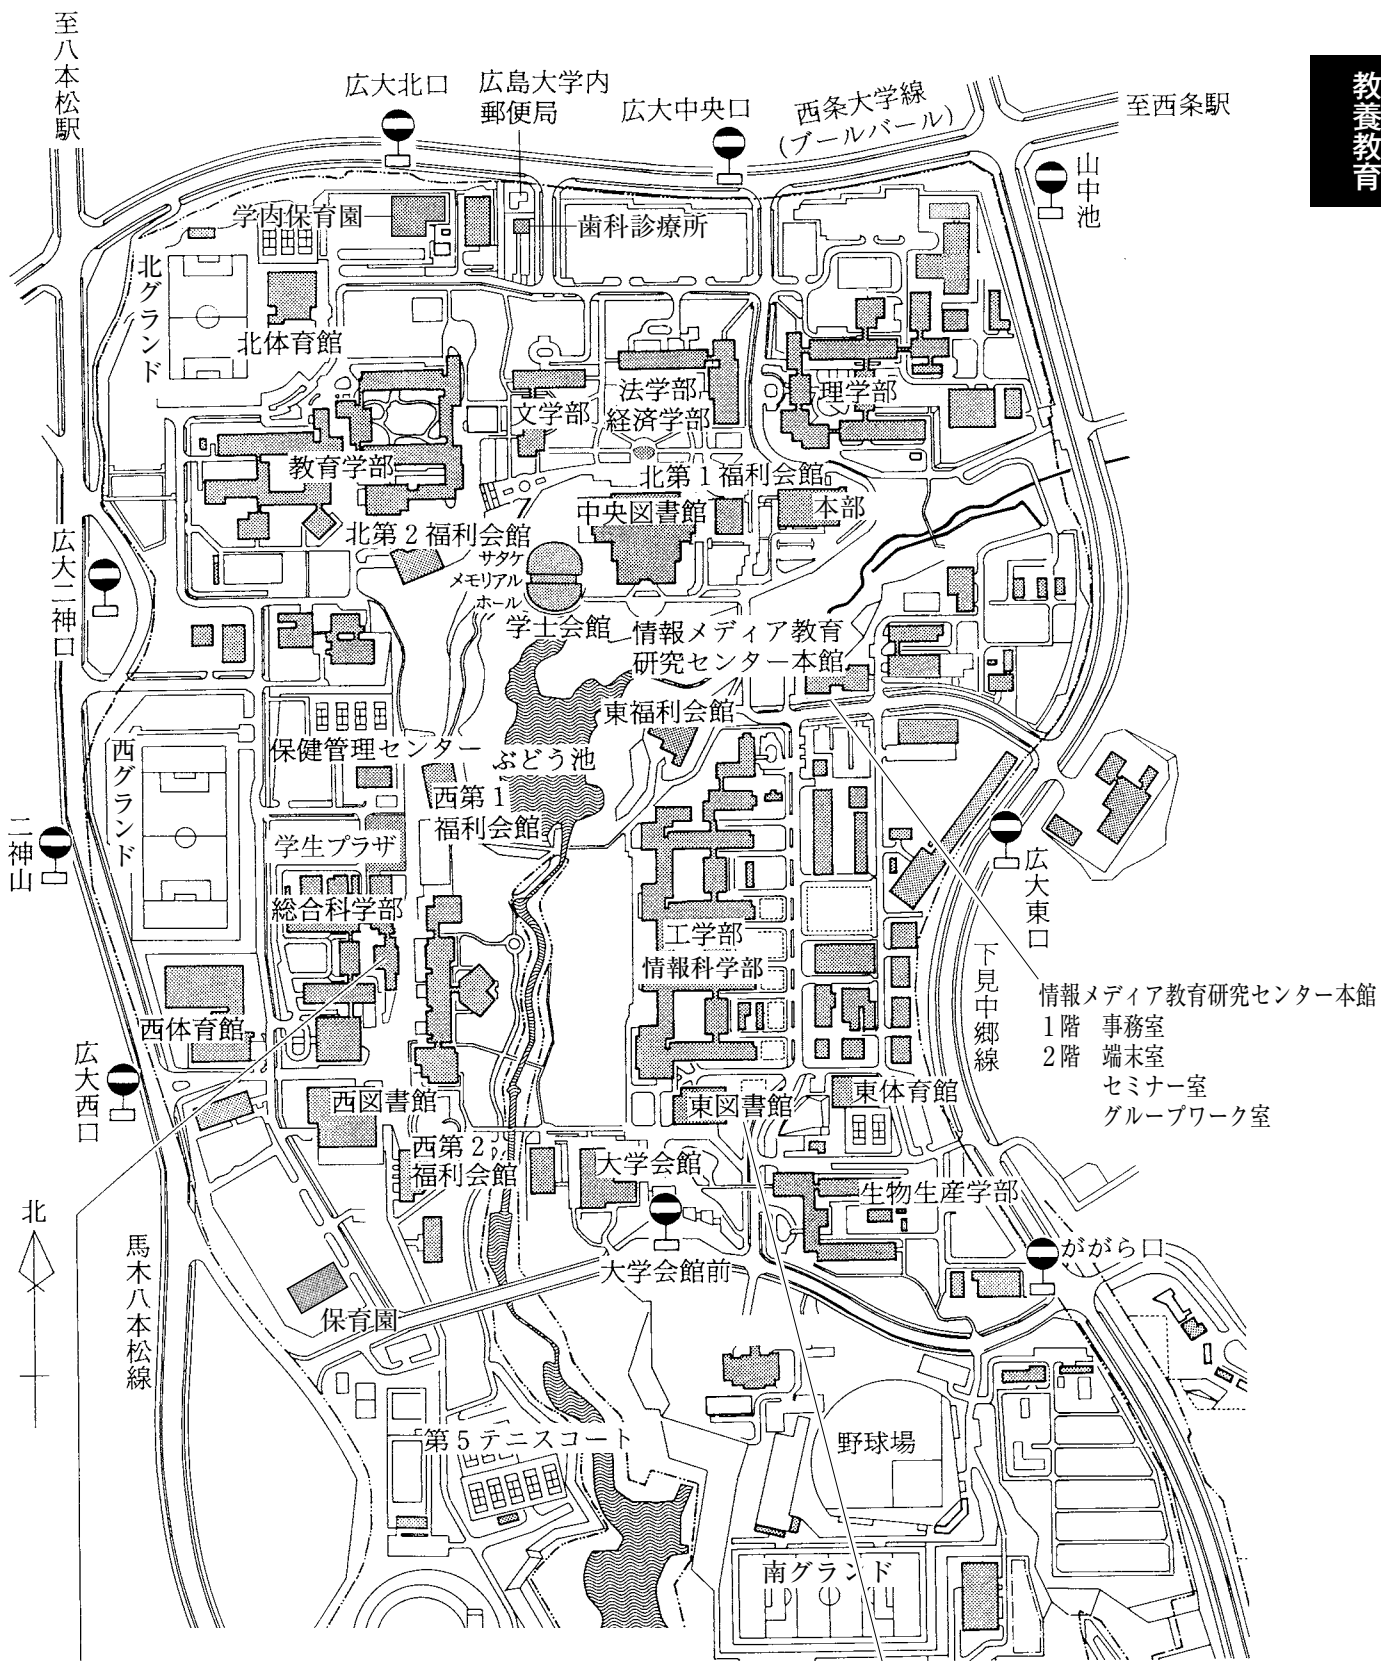 至八本松駅
広大北口
広島大学内
郵便局
広大中央口
西条大学線
(ブールバール)
至西条駅
教養教育
山中池
学内保育園
歯科診療所
北グランド
北体育館
法学部
経済学部
文学部
理学部
教育学部
北第1福利会館
中央図書館
本部
北第2福利会館
サタケ
メモリアル
ホール
学士会館
広大二神口
情報メディア教育
研究センター本館
東福利会館
西グランド
保健管理センター
ぶどう池
西第1
福利会館
二神山
学生プラザ
広大東口
総合科学部
工学部
情報科学部
下見中郷線
情報メディア教育研究センター本館
1階 事務室
2階 端末室
セミナー室
グループワーク室
西体育館
広大西口
西図書館
東図書館
東体育館
西第2
福利会館
大学会館
生物生産学部
北
馬木八本松線
大学会館前
ががら口
保育園
第5テニスコート
野球場
南グランド